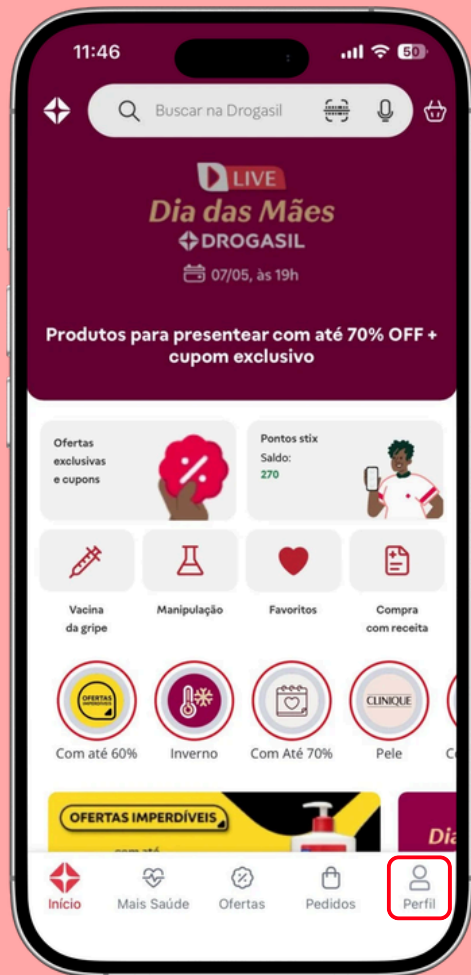 11:46
50
Buscar na Drogasil
LIVE
Dia das Mães
DROGASIL
07/05, às 19h
Produtos para presentear com até 70% OFF +
cupom exclusivo
Ofertas
exclusivas
e cupons
Pontos stix
Saldo:
270
Vacina
da gripe
Manipulação
Favoritos
Compra
com receita
OFERTAS
IMPERDÍVEIS
CLINIQUE
Com até 60%
Inverno
Com Até 70%
Pele
OFERTAS IMPERDÍVEIS
com até
Dia
Início
Mais Saúde
Ofertas
Pedidos
Perfil